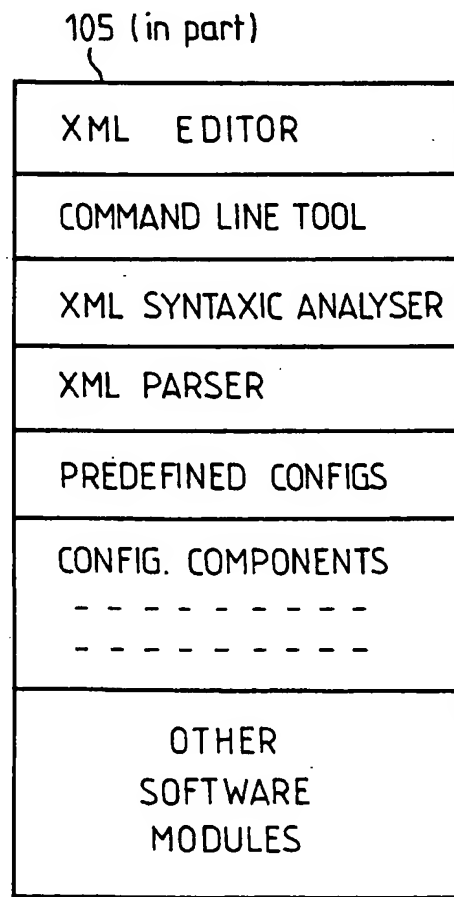 105 (in part)
XML EDITOR
COMMAND LINE TOOL
XML SYNTAXIC ANALYSER
XML PARSER
PREDEFINED CONFIGS
CONFIG. COMPONENTS
- - - - - - - - - -
- - - - - - - - - -
OTHER
SOFTWARE
MODULES